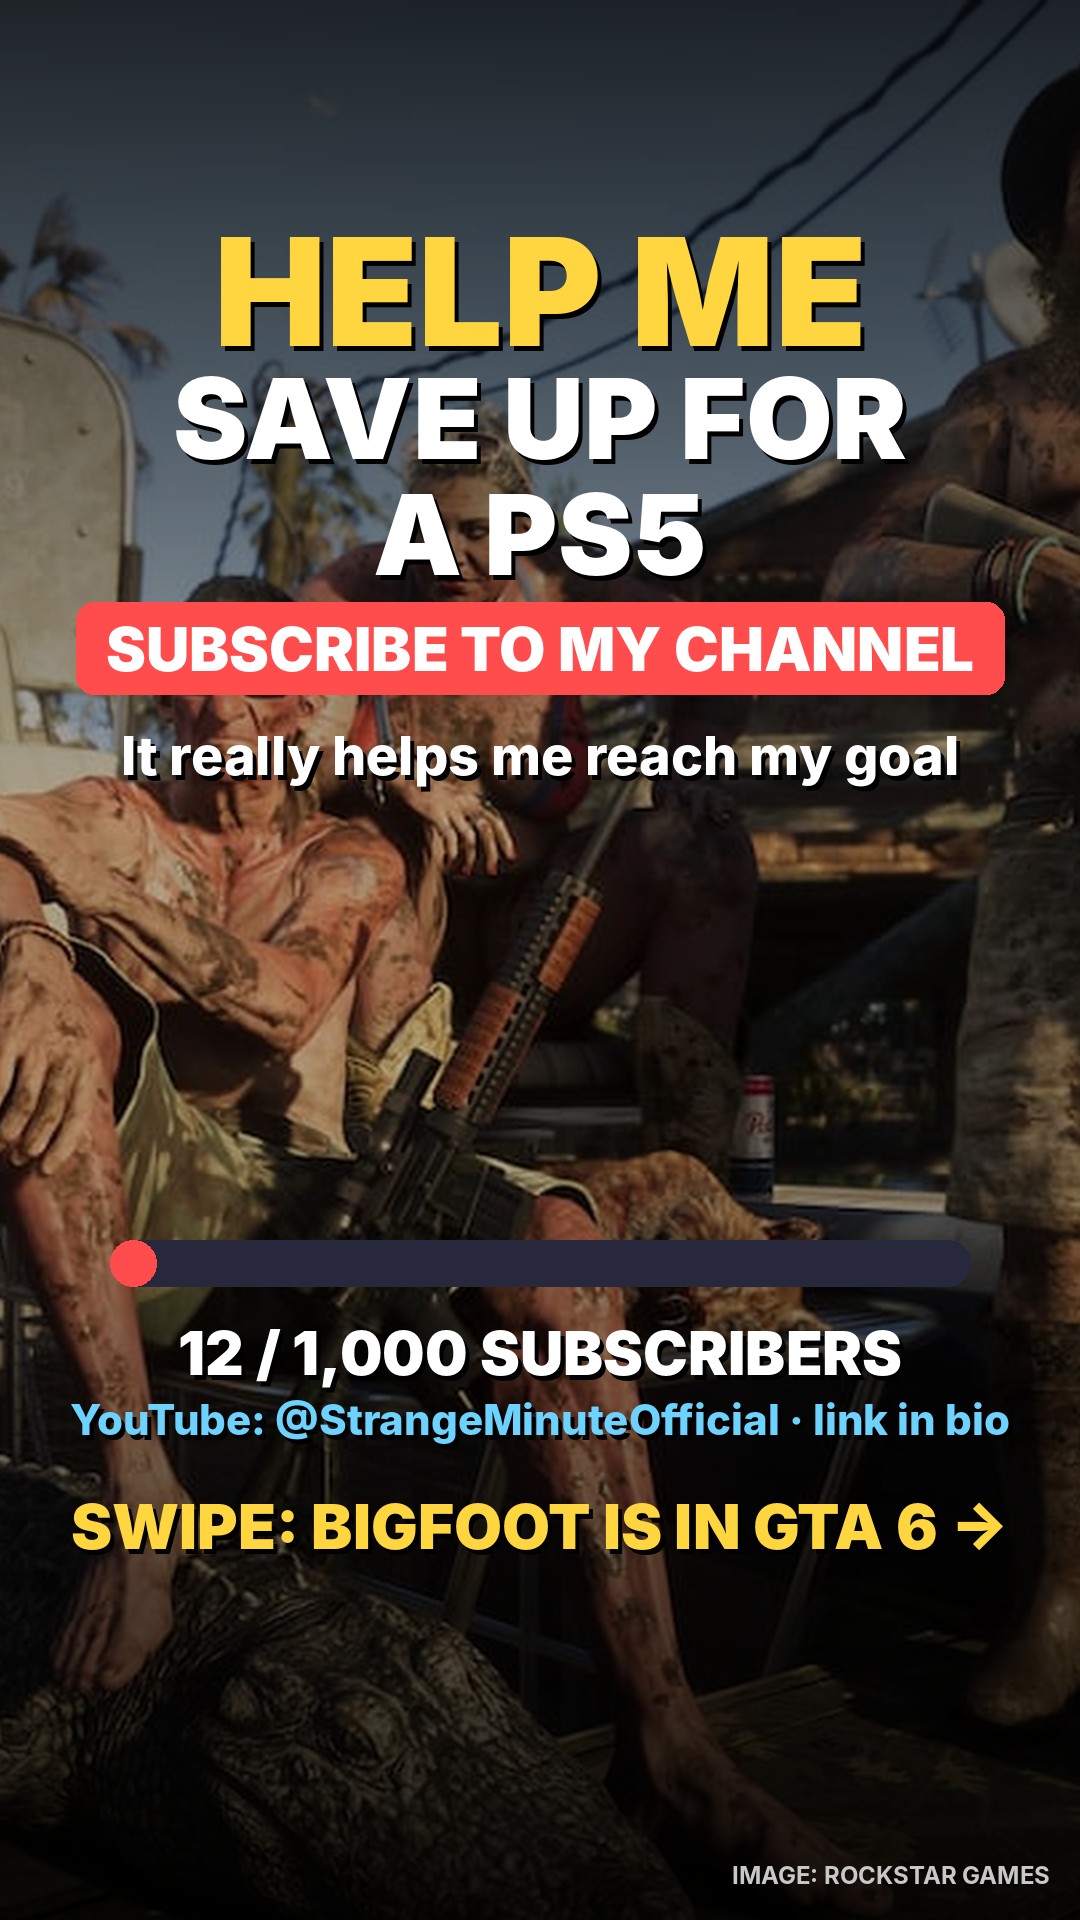 HELP ME
SAVE UP FOR
A PS5
SUBSCRIBE TO MY CHANNEL
It really helps me reach my goal
12 / 1,000 SUBSCRIBERS
YouTube: @StrangeMinuteOfficial · link in bio
SWIPE: BIGFOOT IS IN GTA 6 →
IMAGE: ROCKSTAR GAMES